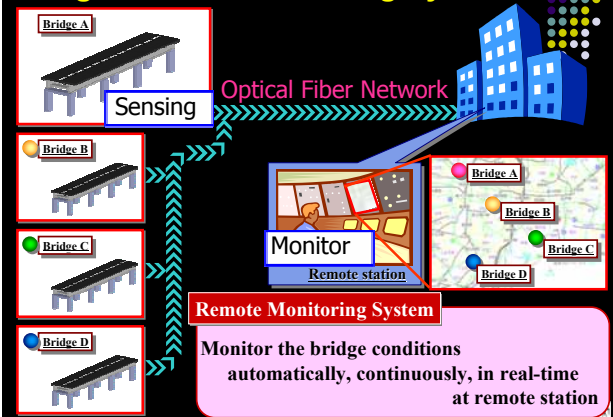 Bridge A
Sensing
Optical Fiber Network
Bridge B
Bridge C
Bridge D
Monitor
Remote station
Bridge A
Bridge B
Bridge C
Bridge D
Remote Monitoring System
Monitor the bridge conditions
automatically, continuously, in real-time
at remote station